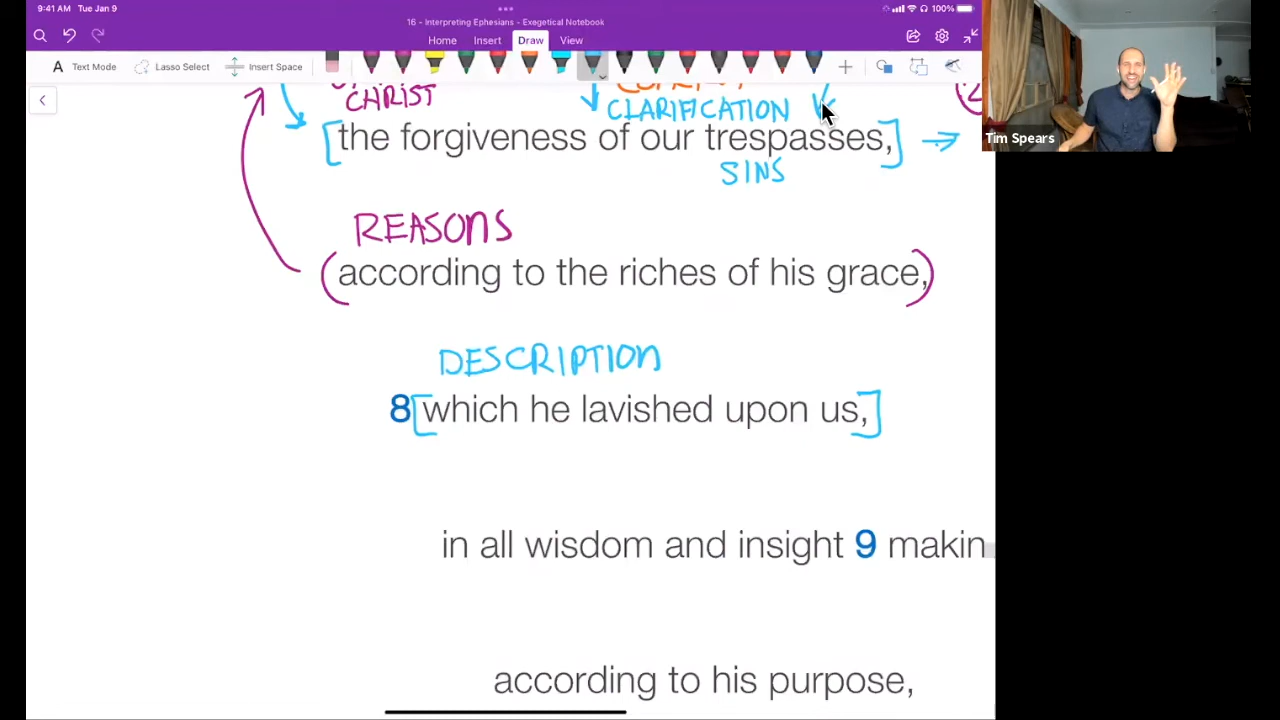 9:41 AM Tue Jan 9
100%
16 - Interpreting Ephesians - Exegetical Notebook
Home Insert Draw View
A Text Mode Lasso Select Insert Space
CHRIST
CLARIFICATION
Tim Spears
[the forgiveness of our trespasses,]
SINS
REASONS
(according to the riches of his grace,)
DESCRIPTION
8[which he lavished upon us,]
in all wisdom and insight 9 makin
according to his purpose,